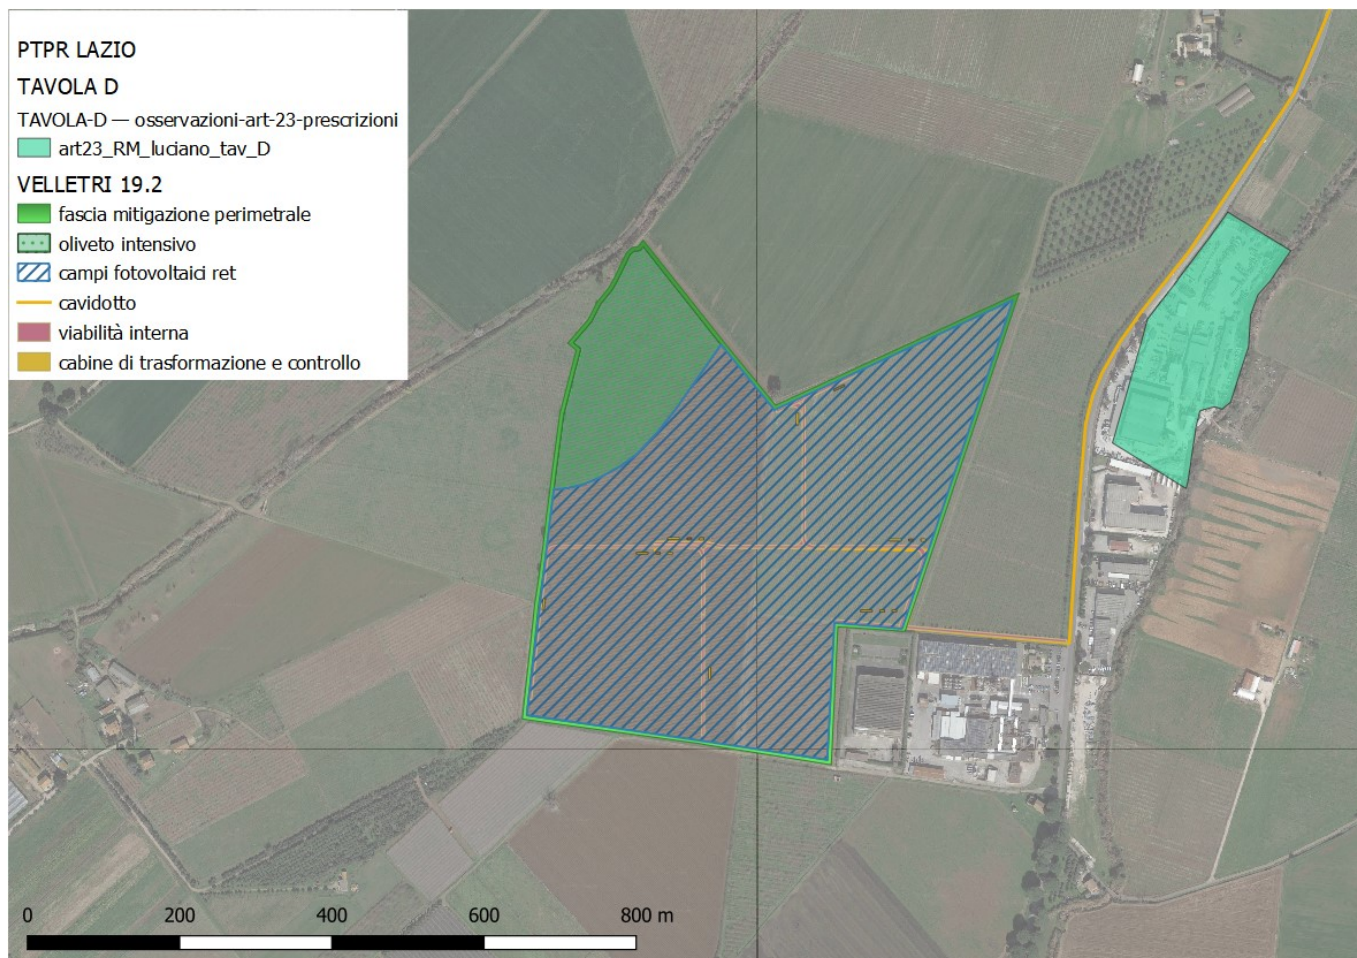 PTPR LAZIO
TAVOLA D
TAVOLA-D — osservazioni-art-23-prescrizioni
art23_RM_luciano_tav_D
VELLETRI 19.2
fascia mitigazione perimetrale
oliveto intensivo
campi fotovoltaici ret
cavidotto
viabilità interna
cabine di trasformazione e controllo
0 200 400 600 800 m